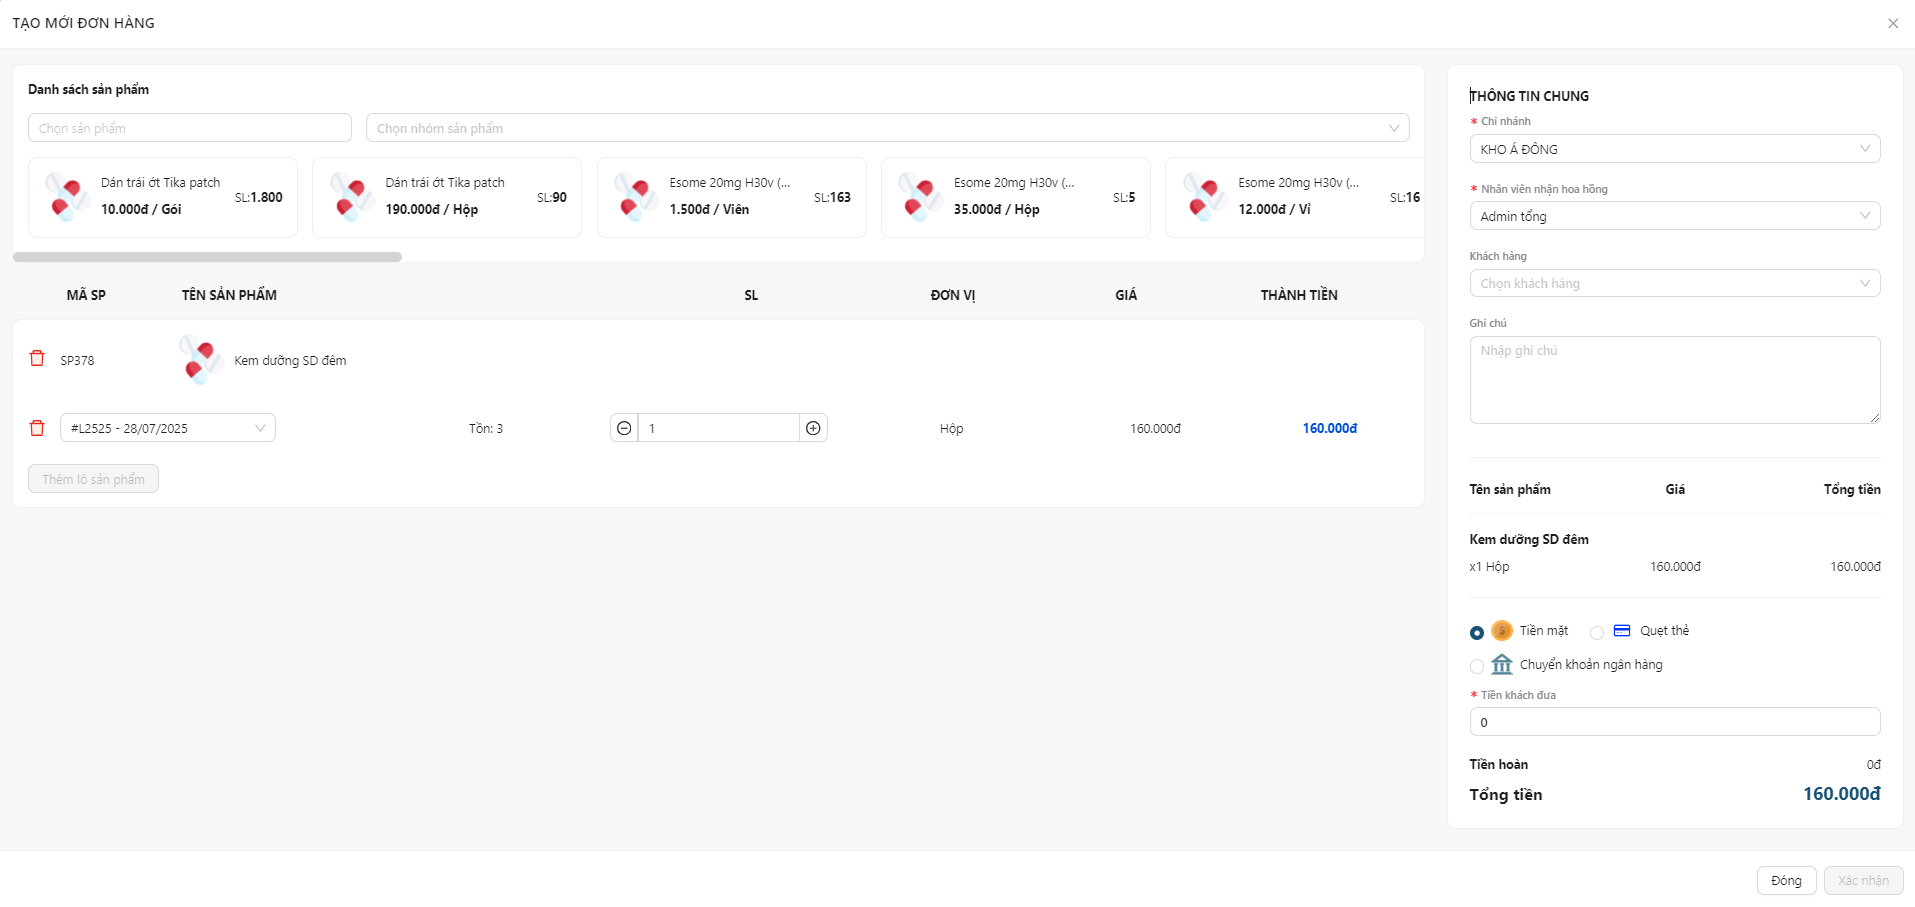 TẠO MỚI ĐƠN HÀNG
Danh sách sản phẩm
Chọn sản phẩm
Chọn nhóm sản phẩm
Dán trái ớt Tika patch
10.000đ / Gói
SL:1.800
Dán trái ớt Tika patch
190.000đ / Hộp
SL:90
Esome 20mg H30v (...
1.500đ / Viên
SL:163
Esome 20mg H30v (...
35.000đ / Hộp
SL:5
Esome 20mg H30v (...
12.000đ / Vỉ
SL:16
MÃ SP TÊN SẢN PHẨM SL ĐƠN VỊ GIÁ THÀNH TIỀN
SP378 Kem dưỡng SD đêm
#L2525 - 28/07/2025 Tồn: 3 1 Hộp 160.000đ 160.000đ
Thêm lô sản phẩm
THÔNG TIN CHUNG
* Chi nhánh
KHO Á ĐÔNG
* Nhân viên nhận hoa hồng
Admin tổng
Khách hàng
Chọn khách hàng
Ghi chú
Nhập ghi chú
Tên sản phẩm Giá Tổng tiền
Kem dưỡng SD đêm
x1 Hộp 160.000đ 160.000đ
Tiền mặt Quẹt thẻ
Chuyển khoản ngân hàng
* Tiền khách đưa
0
Tiền hoàn 0đ
Tổng tiền 160.000đ
Đóng Xác nhận